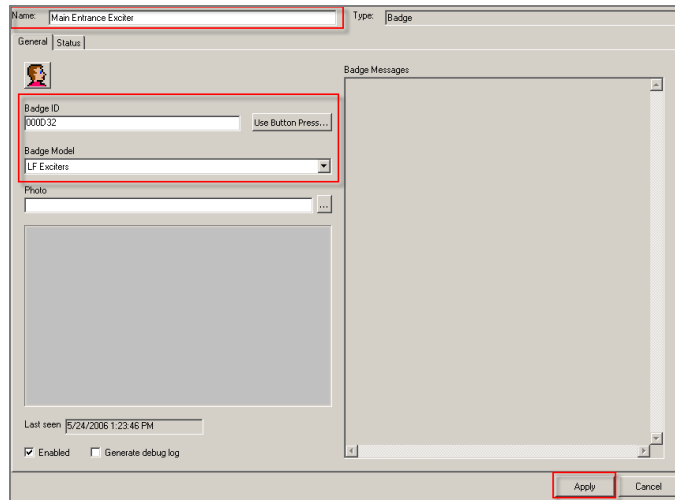 Name: Main Entrance Exciter Type: Badge
General Status
Badge Messages
Badge ID
000D32 Use Button Press...
Badge Model
LF Exciters
Photo
...
Last seen 5/24/2006 1:23:46 PM
Enabled Generate debug log
Apply Cancel